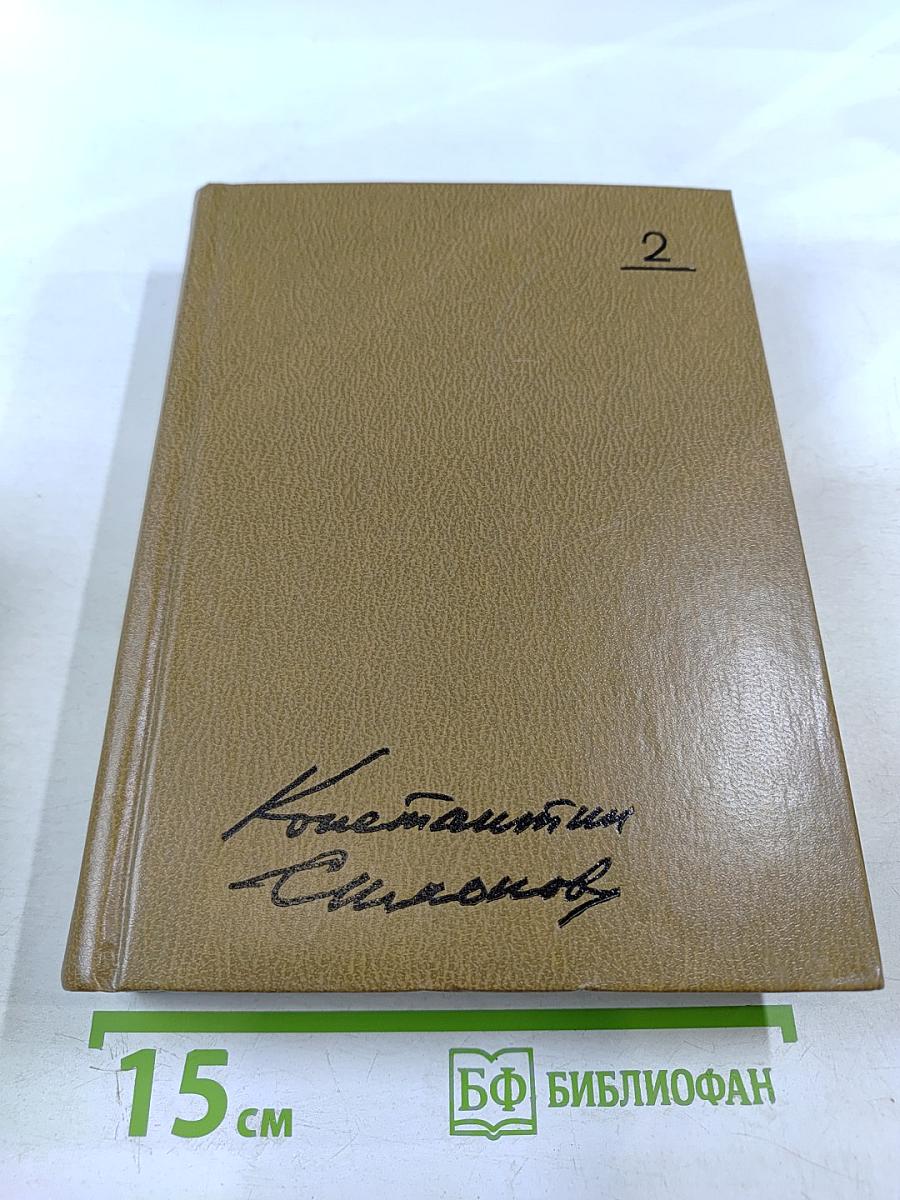 2
Константин
Симонов
15 см
БФ БИБЛИОФАН